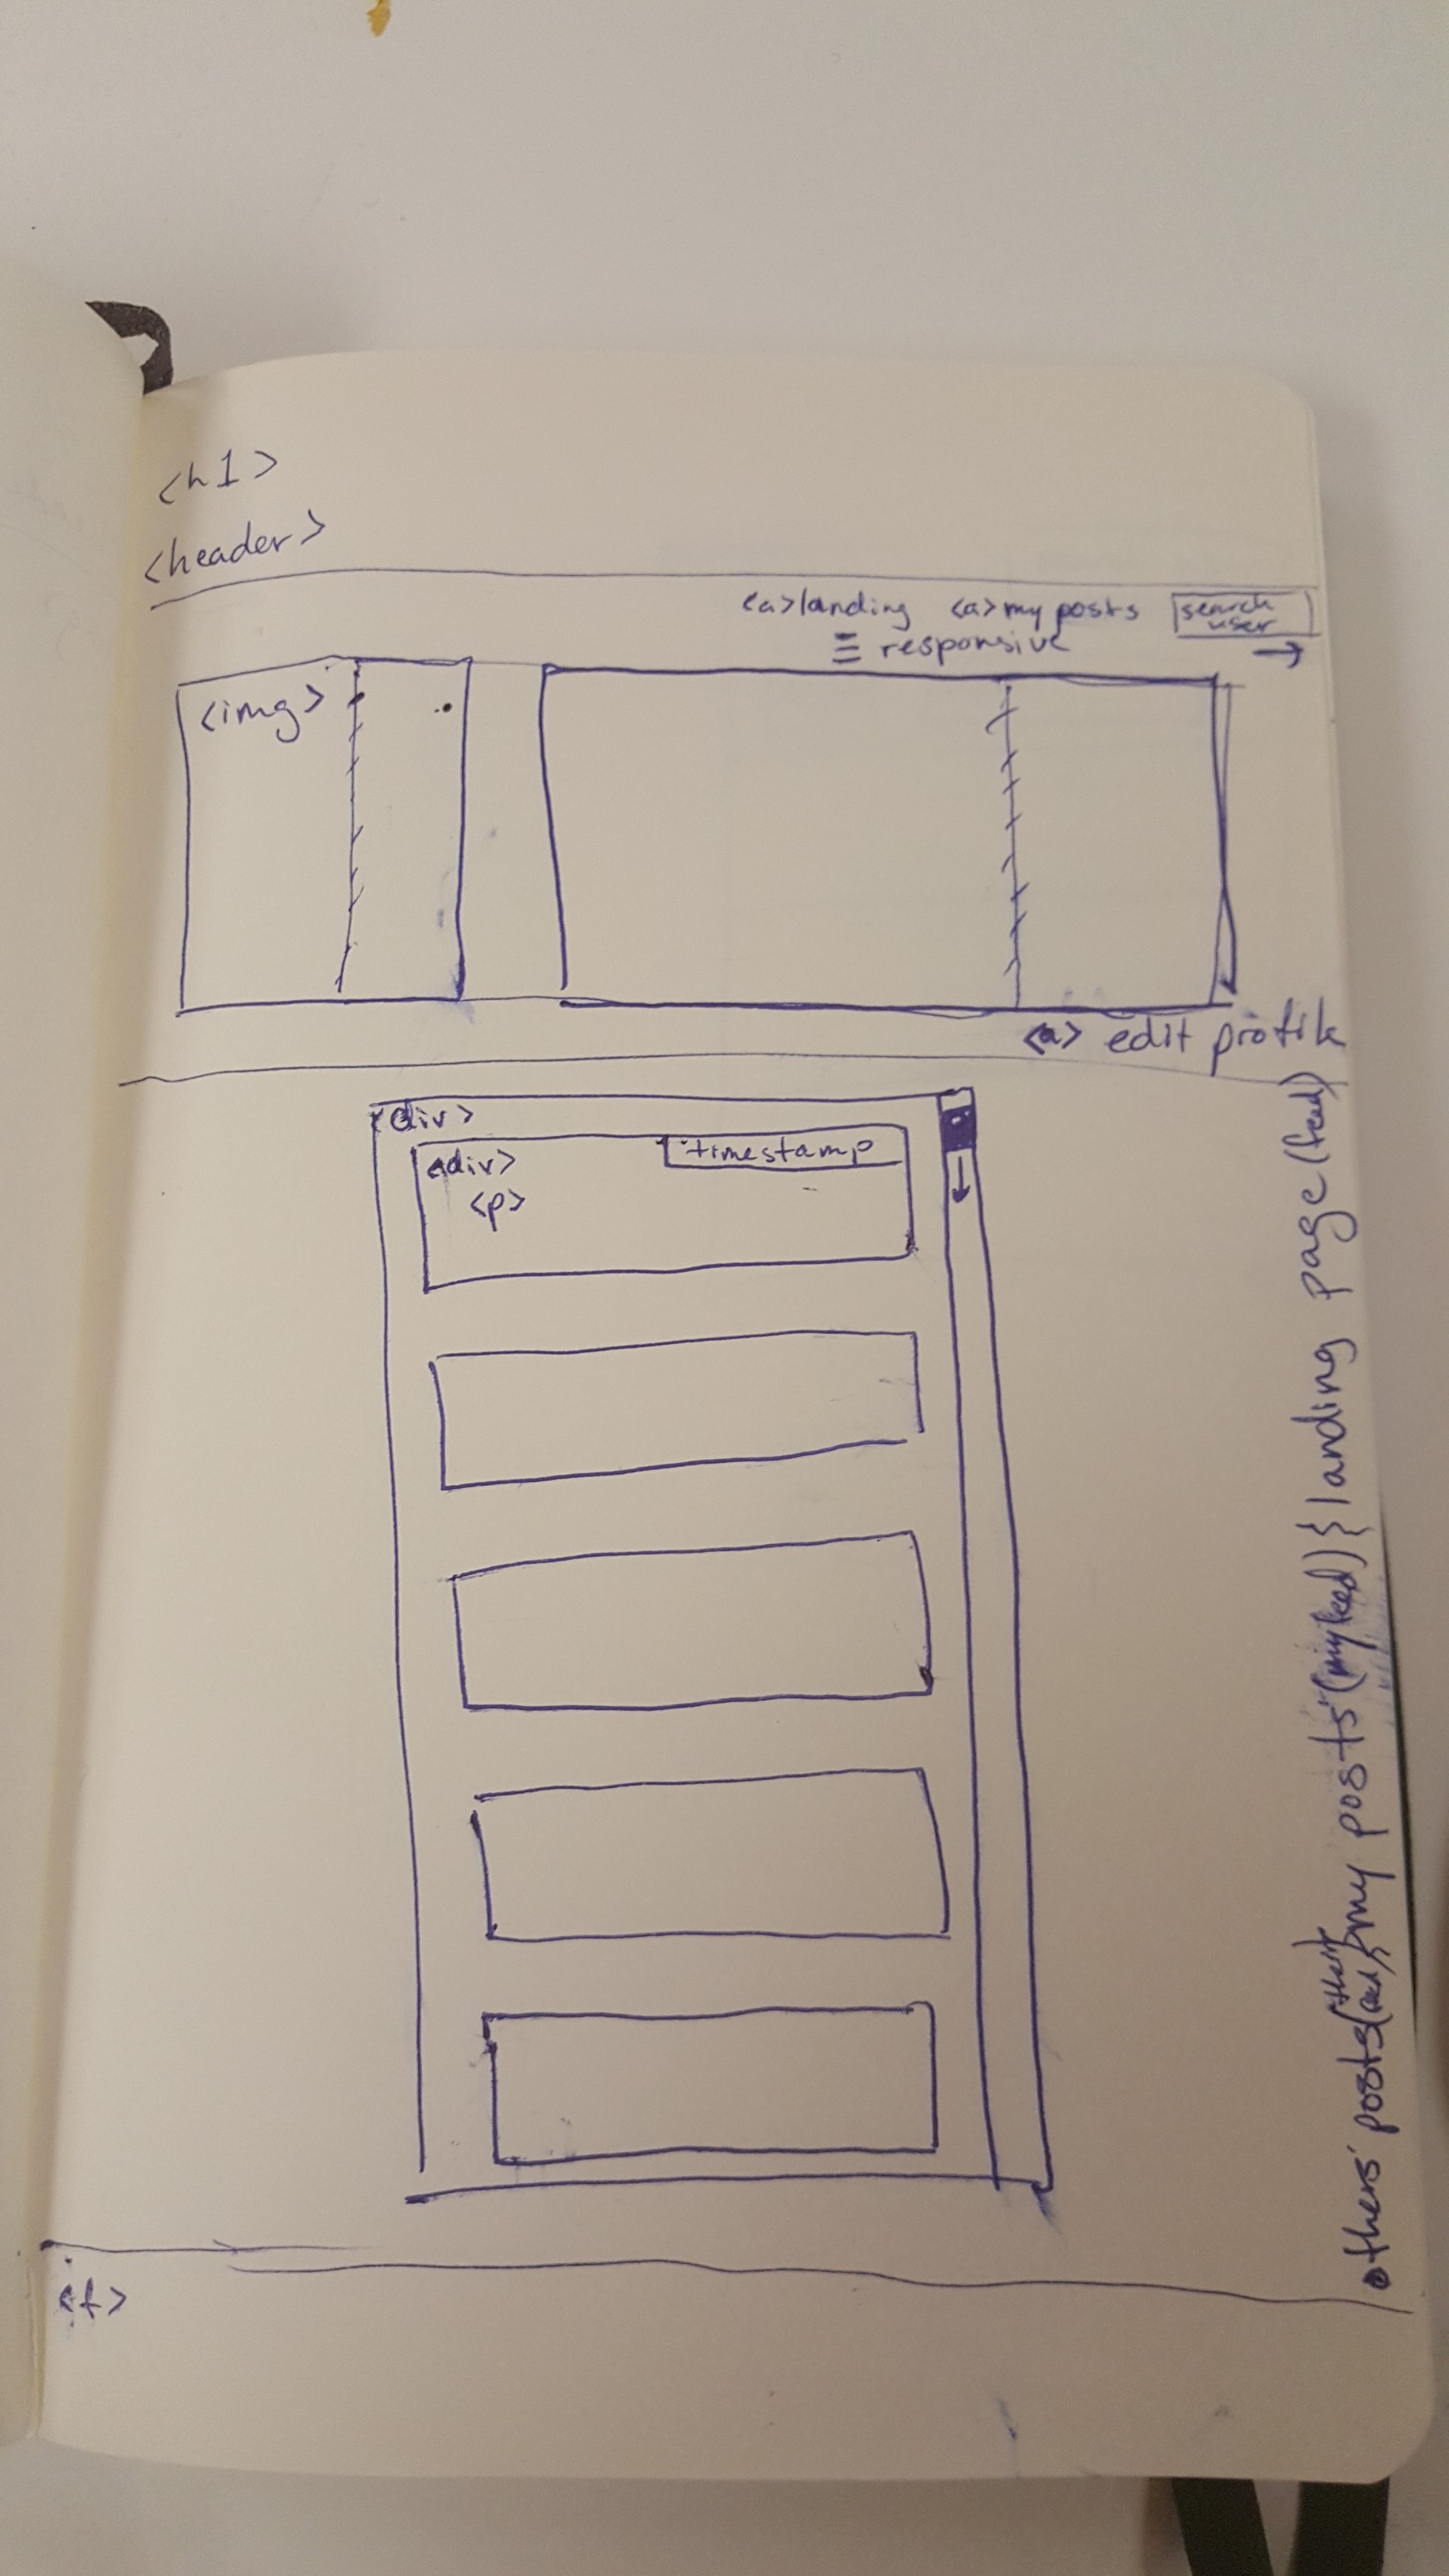 <h1>
<header>
<a>landing <a>my posts search user
≡ responsive →
<img>
<a> edit profile
<div>
<div> timestamp
<p>
<f>
others' posts (their), my posts (my feed) } landing page (feed)